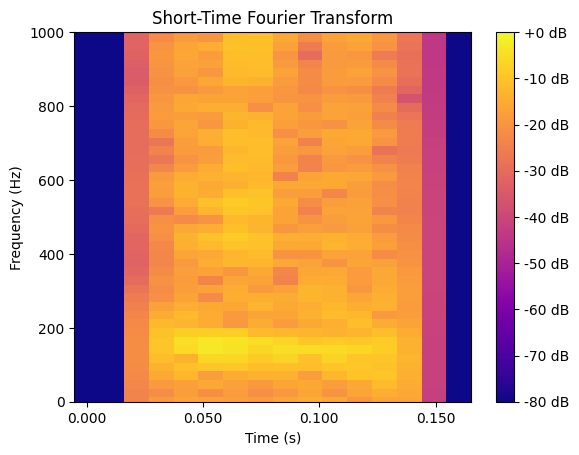 Short-Time Fourier Transform
1000
800
600
400
200
0
Frequency (Hz)
0.000
0.050
0.100
0.150
Time (s)
+0 dB
-10 dB
-20 dB
-30 dB
-40 dB
-50 dB
-60 dB
-70 dB
-80 dB